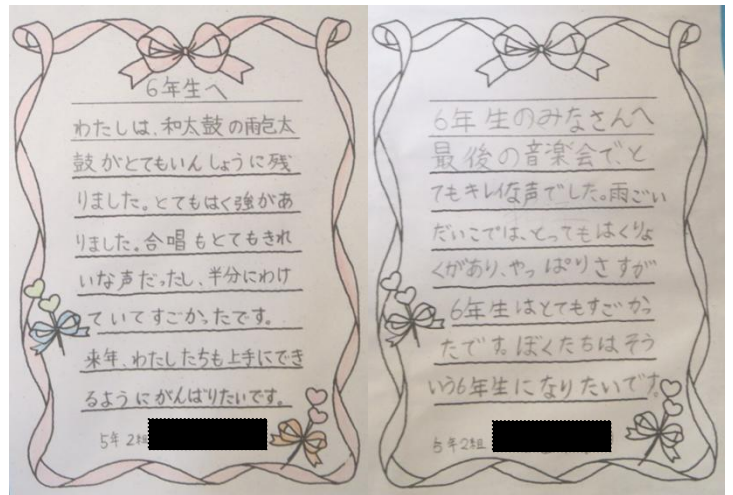 6年生へ
わたしは、和太鼓の雨包太
鼓がとてもいんしょうに残
りました。とてもはく強があ
りました。合唱もとてもきれ
いな声だったし、半分にわけ
ていてすごかったです。
来年、わたしたちも上手にでき
るようにがんばりたいです。
5年2組
6年生のみなさんへ
最後の音楽会で、と
てもキレイな声でした。雨ごい
だいこでは、とってもはくりょ
くがあり、やっぱりさすが
6年生はとてもすごかっ
たです。ぼくたちはそう
いう6年生になりたいです。
5年2組